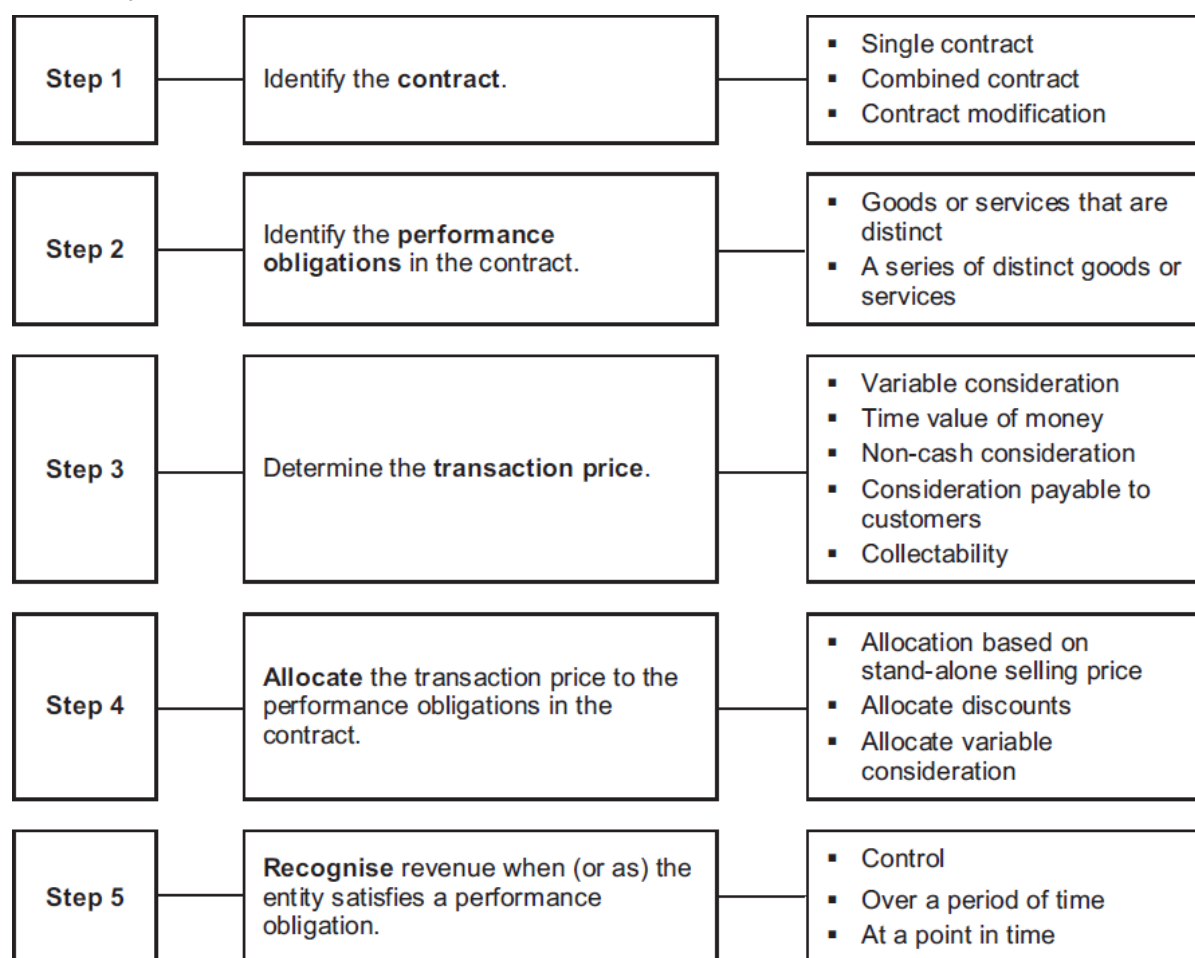 Step 1
Identify the contract.
▪ Single contract
▪ Combined contract
▪ Contract modification
Step 2
Identify the performance
obligations in the contract.
▪ Goods or services that are
distinct
▪ A series of distinct goods or
services
Step 3
Determine the transaction price.
▪ Variable consideration
▪ Time value of money
▪ Non-cash consideration
▪ Consideration payable to
customers
▪ Collectability
Step 4
Allocate the transaction price to the
performance obligations in the
contract.
▪ Allocation based on
stand-alone selling price
▪ Allocate discounts
▪ Allocate variable
consideration
Step 5
Recognise revenue when (or as) the
entity satisfies a performance
obligation.
▪ Control
▪ Over a period of time
▪ At a point in time